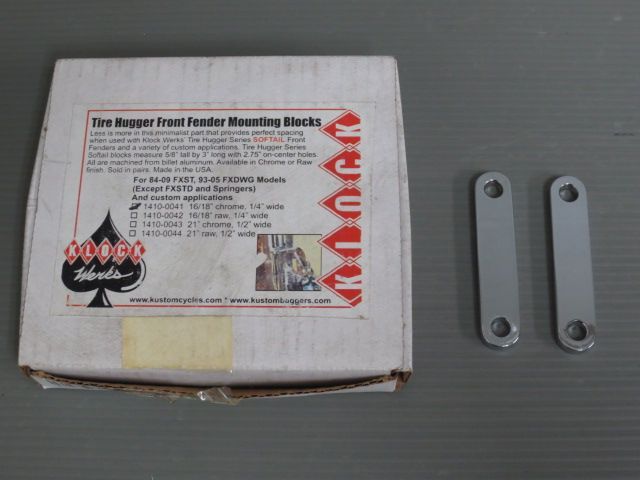 Tire Hugger Front Fender Mounting Blocks
Less is more in this minimalist part that provides perfect spacing
when used with Klock Werks' Tire Hugger Series SOFTAIL Front
Fenders and a variety of custom applications. Tire Hugger Series
Softail blocks measure 5/8" tall by 3' long with 2.75" on-center holes.
All are machined from billet aluminum. Available in Chrome or Raw
finish. Sold in pairs. Made in the USA.
For 84-09 FXST, 93-05 FXDWG Models
(Except FXSTD and Springers)
And custom applications
1410-0041 16/18" chrome, 1/4" wide
1410-0042 16/18" raw, 1/4" wide
1410-0043 21" chrome, 1/2" wide
1410-0044 21" raw, 1/2" wide
KLOCK
Werks
www.kustomcycles.com * www.kustombaggers.com
KLOCK